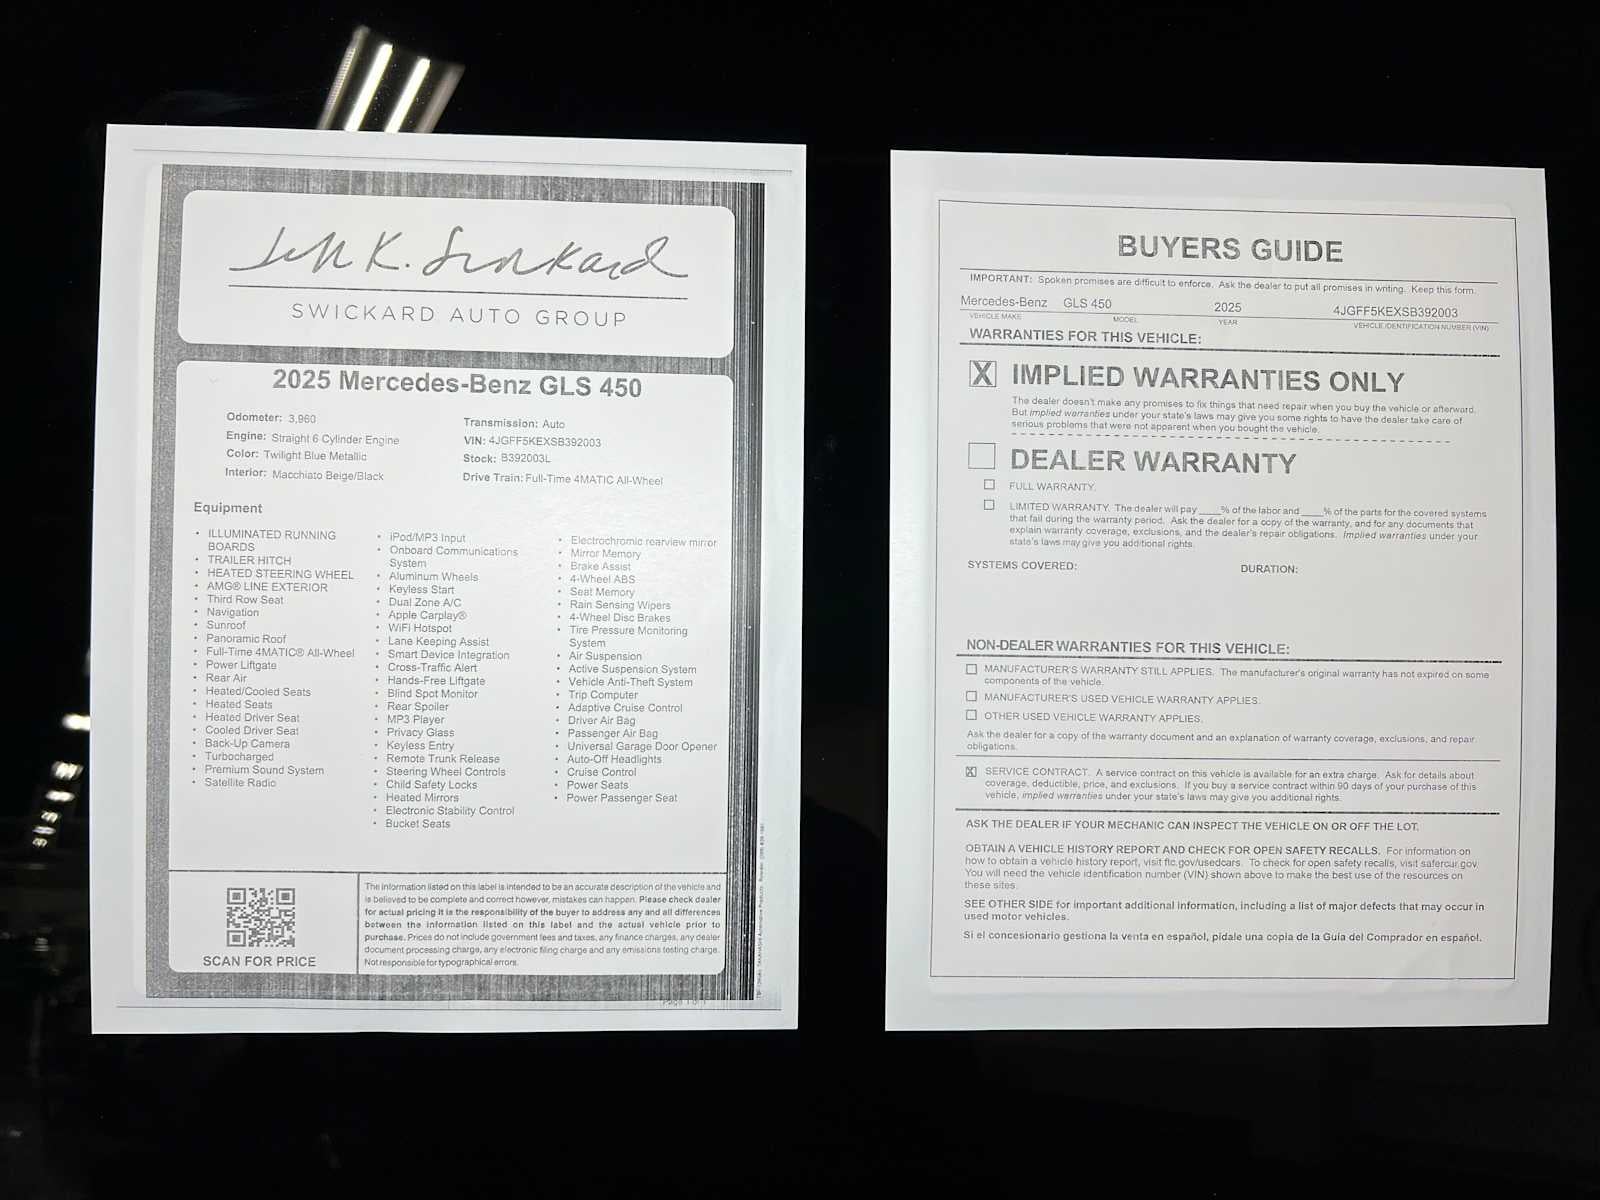 Jeff K. Swickard
SWICKARD AUTO GROUP
2025 Mercedes-Benz GLS 450
Odometer: 3,960
Engine: Straight 6 Cylinder Engine
Color: Twilight Blue Metallic
Interior: Macchiato Beige/Black
Transmission: Auto
VIN: 4JGFF5KEXSB392003
Stock: B392003L
Drive Train: Full-Time 4MATIC All-Wheel
Equipment
• ILLUMINATED RUNNING
BOARDS
• TRAILER HITCH
• HEATED STEERING WHEEL
• AMG® LINE EXTERIOR
• Third Row Seat
• Navigation
• Sunroof
• Panoramic Roof
• Full-Time 4MATIC® All-Wheel
• Power Liftgate
• Rear Air
• Heated/Cooled Seats
• Heated Seats
• Heated Driver Seat
• Cooled Driver Seat
• Back-Up Camera
• Turbocharged
• Premium Sound System
• Satellite Radio
• iPod/MP3 Input
• Onboard Communications
System
• Aluminum Wheels
• Keyless Start
• Dual Zone A/C
• Apple Carplay®
• WiFi Hotspot
• Lane Keeping Assist
• Smart Device Integration
• Cross-Traffic Alert
• Hands-Free Liftgate
• Blind Spot Monitor
• Rear Spoiler
• MP3 Player
• Privacy Glass
• Keyless Entry
• Remote Trunk Release
• Steering Wheel Controls
• Child Safety Locks
• Heated Mirrors
• Electronic Stability Control
• Bucket Seats
• Electrochromic rearview mirror
• Mirror Memory
• Brake Assist
• 4-Wheel ABS
• Seat Memory
• Rain Sensing Wipers
• 4-Wheel Disc Brakes
• Tire Pressure Monitoring
System
• Air Suspension
• Active Suspension System
• Vehicle Anti-Theft System
• Trip Computer
• Adaptive Cruise Control
• Driver Air Bag
• Passenger Air Bag
• Universal Garage Door Opener
• Auto-Off Headlights
• Cruise Control
• Power Seats
• Power Passenger Seat
SCAN FOR PRICE
The information listed on this label is intended to be an accurate description of the vehicle and
is believed to be complete and correct however, mistakes can happen. Please check dealer
for actual pricing it is the responsibility of the buyer to address any and all differences
between the information listed on this label and the actual vehicle prior to
purchase. Prices do not include government fees and taxes, any finance charges, any dealer
document processing charge, any electronic filing charge and any emissions testing charge.
Not responsible for typographical errors.
Page 1 of 1
BUYERS GUIDE
IMPORTANT: Spoken promises are difficult to enforce. Ask the dealer to put all promises in writing. Keep this form.
Mercedes-Benz GLS 450 2025 4JGFF5KEXSB392003
VEHICLE MAKE MODEL YEAR VEHICLE IDENTIFICATION NUMBER (VIN)
WARRANTIES FOR THIS VEHICLE:
X IMPLIED WARRANTIES ONLY
The dealer doesn't make any promises to fix things that need repair when you buy the vehicle or afterward.
But implied warranties under your state's laws may give you some rights to have the dealer take care of
serious problems that were not apparent when you bought the vehicle.
DEALER WARRANTY
FULL WARRANTY.
LIMITED WARRANTY. The dealer will pay ____% of the labor and ____% of the parts for the covered systems
that fail during the warranty period. Ask the dealer for a copy of the warranty, and for any documents that
explain warranty coverage, exclusions, and the dealer's repair obligations. Implied warranties under your
state's laws may give you additional rights.
SYSTEMS COVERED: DURATION:
NON-DEALER WARRANTIES FOR THIS VEHICLE:
MANUFACTURER'S WARRANTY STILL APPLIES. The manufacturer's original warranty has not expired on some
components of the vehicle.
MANUFACTURER'S USED VEHICLE WARRANTY APPLIES.
OTHER USED VEHICLE WARRANTY APPLIES.
Ask the dealer for a copy of the warranty document and an explanation of warranty coverage, exclusions, and repair
obligations.
X SERVICE CONTRACT. A service contract on this vehicle is available for an extra charge. Ask for details about
coverage, deductible, price, and exclusions. If you buy a service contract within 90 days of your purchase of this
vehicle, implied warranties under your state's laws may give you additional rights.
ASK THE DEALER IF YOUR MECHANIC CAN INSPECT THE VEHICLE ON OR OFF THE LOT.
OBTAIN A VEHICLE HISTORY REPORT AND CHECK FOR OPEN SAFETY RECALLS. For information on
how to obtain a vehicle history report, visit ftc.gov/usedcars. To check for open safety recalls, visit safercar.gov.
You will need the vehicle identification number (VIN) shown above to make the best use of the resources on
these sites.
SEE OTHER SIDE for important additional information, including a list of major defects that may occur in
used motor vehicles.
Si el concesionario gestiona la venta en español, pídale una copia de la Guía del Comprador en español.